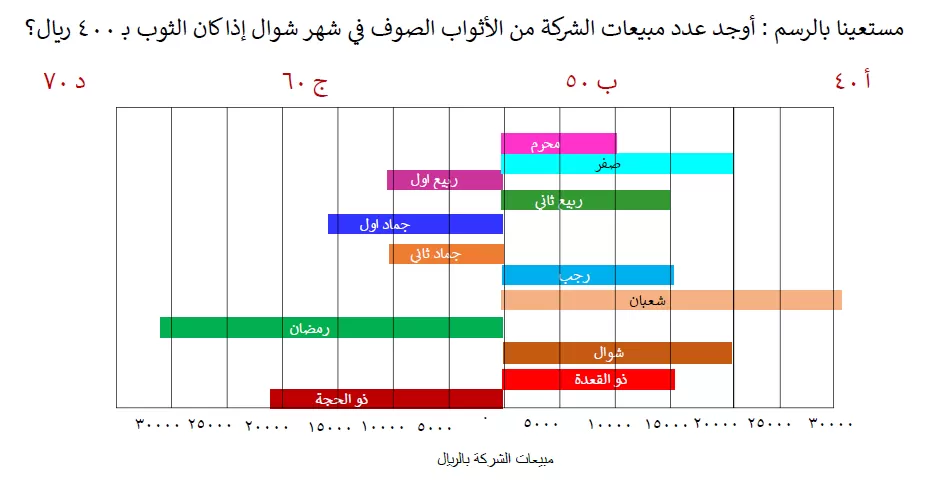 مستعينا بالرسم : أوجد عدد مبيعات الشركة من الأثواب الصوف في شهر شوال إذا كان الثوب بـ ٤٠٠ ريال؟
أ ٤٠ ب ٥٠ ج ٦٠ د ٧٠
محرم
صفر
ربيع اول
ربيع ثاني
جماد اول
جماد ثاني
رجب
شعبان
رمضان
شوال
ذو القعدة
ذو الحجة
٣٠٠٠٠ ٢٥٠٠٠ ٢٠٠٠٠ ١٥٠٠٠ ١٠٠٠٠ ٥٠٠٠ ٠ ٥٠٠٠ ١٠٠٠٠ ١٥٠٠٠ ٢٠٠٠٠ ٢٥٠٠٠ ٣٠٠٠٠
مبيعات الشركة بالريال